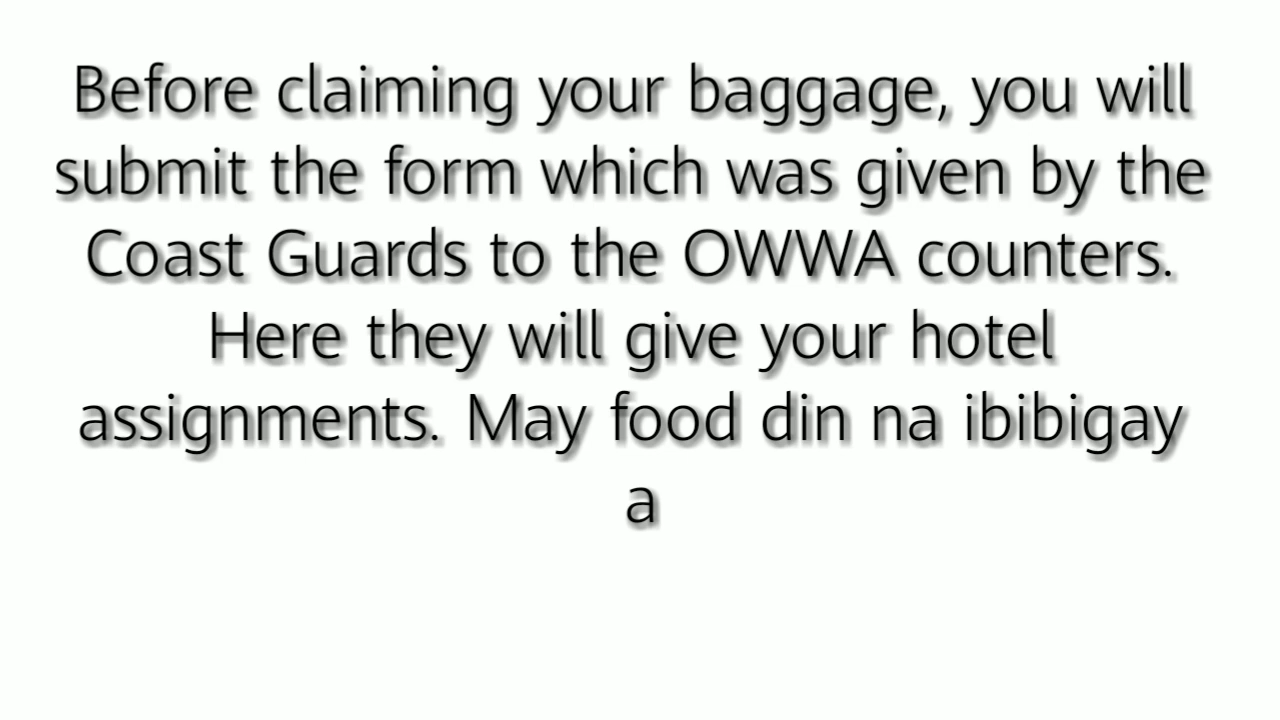 Before claiming your baggage, you will
submit the form which was given by the
Coast Guards to the OWWA counters.
Here they will give your hotel
assignments. May food din na ibibigay
a